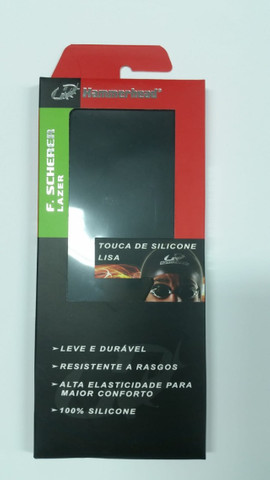 Hammerhead
F. SCHERER
LAZER
TOUCA DE SILICONE
LISA
➤LEVE E DURÁVEL
➤RESISTENTE A RASGOS
➤ALTA ELASTICIDADE PARA
MAIOR CONFORTO
➤100% SILICONE